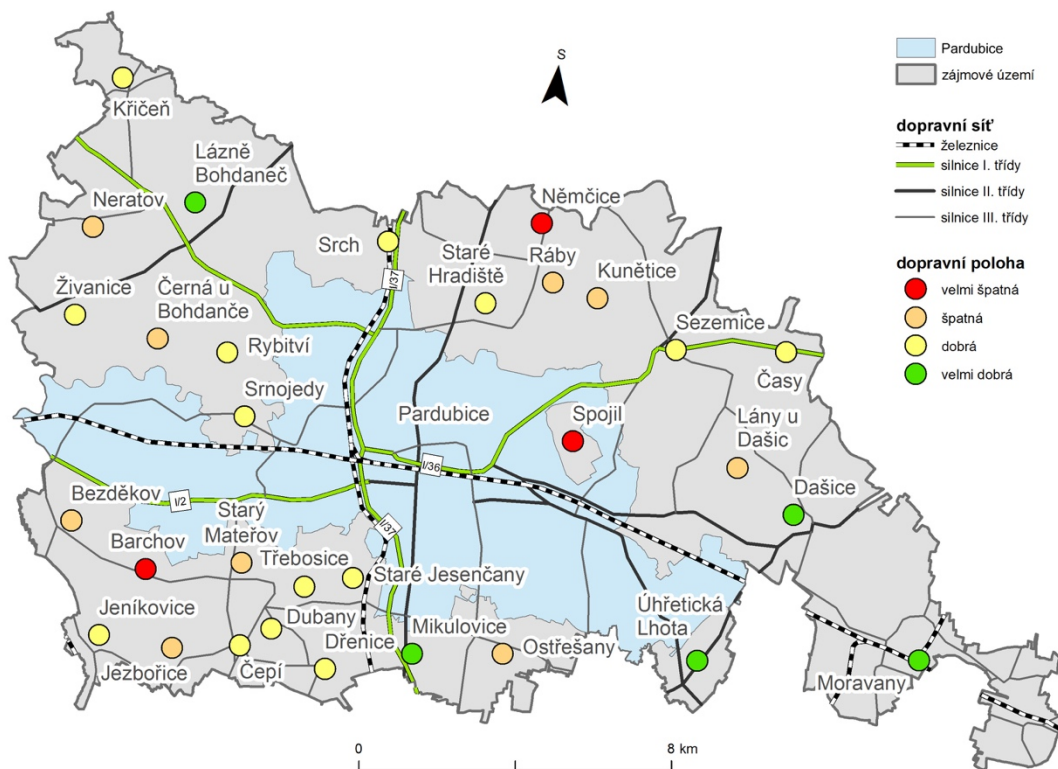 S
Pardubice
zájmové území
dopravní síť
železnice
silnice I. třídy
silnice II. třídy
silnice III. třídy
dopravní poloha
velmi špatná
špatná
dobrá
velmi dobrá
Křičeň
Lázně
Bohdaneč
Neratov
Němčice
Srch
Staré
Hradiště
Ráby
Kunětice
I/37
Živanice
Černá u
Bohdanče
Sezemice
Rybitví
Časy
Srnojedy
Pardubice
Spojil
Lány u
Dašic
I/36
Bezděkov
I/2
Dašice
Starý
Mateřov
I/37
Barchov
Třebosice
Staré Jesenčany
Jeníkovice
Dubany
Úhřetická
Lhota
Dřenice
Mikulovice
Ostřešany
Jezbořice
Čepí
Moravany
0
8 km